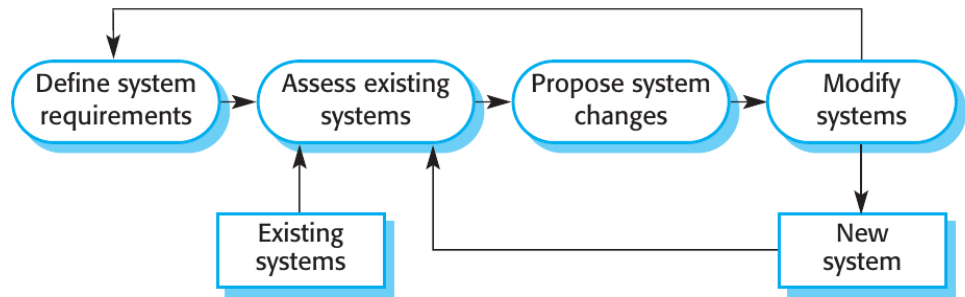 Define system
requirements
Assess existing
systems
Propose system
changes
Modify
systems
Existing
systems
New
system